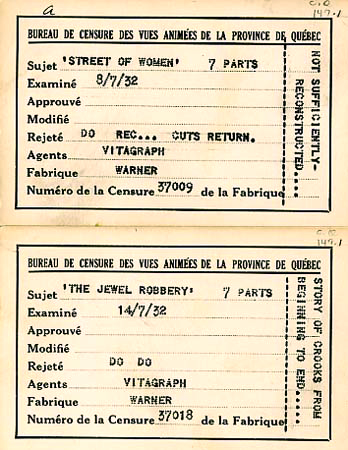 a
C.O
147.1
BUREAU DE CENSURE DES VUES ANIMÉES DE LA PROVINCE DE QUÉBEC
Sujet 'STREET OF WOMEN' 7 PARTS
Examiné 8/7/32
Approuvé
Modifié
Rejeté DO REC... CUTS RETURN.
Agents VITAGRAPH
Fabrique WARNER
Numéro de la Censure 37009 de la Fabrique
NOT SUFFICIENTLY-
RECONSTRUCTED....
147.1
BUREAU DE CENSURE DES VUES ANIMÉES DE LA PROVINCE DE QUÉBEC
Sujet 'THE JEWEL ROBBERY' 7 PARTS
Examiné 14/7/32
Approuvé
Modifié
Rejeté DO DO
Agents VITAGRAPH
Fabrique WARNER
Numéro de la Censure 37018 de la Fabrique
STORY OF CROOKS FROM
BEGINNING TO END.....